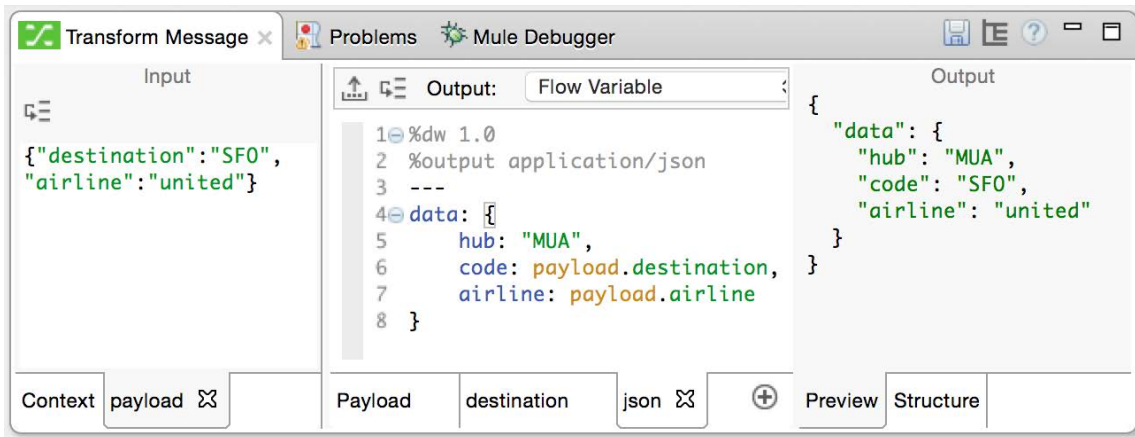 Transform Message Problems Mule Debugger
Input
{"destination":"SFO",
"airline":"united"}
Context payload
Output: Flow Variable
1 %dw 1.0
2 %output application/json
3 ---
4 data: {
5 hub: "MUA",
6 code: payload.destination,
7 airline: payload.airline
8 }
Payload destination json
Output
{
"data": {
"hub": "MUA",
"code": "SFO",
"airline": "united"
}
}
Preview Structure